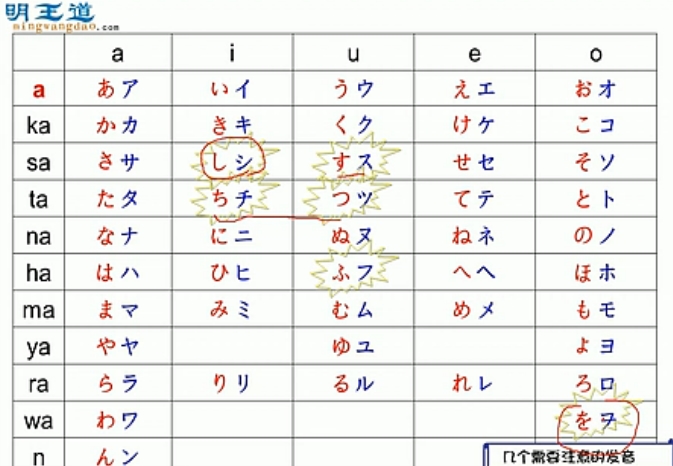 明王道
mingwangdao.com
a i u e o
a あア いイ うウ えエ おオ
ka かカ きキ くク けケ こコ
sa さサ しシ すス せセ そソ
ta たタ ちチ つツ てテ とト
na なナ にニ ぬヌ ねネ のノ
ha はハ ひヒ ふフ へヘ ほホ
ma まマ みミ むム めメ もモ
ya やヤ ゆユ よヨ
ra らラ りリ るル れレ ろロ
wa わワ をヲ
n んン
几个需要注意的发音